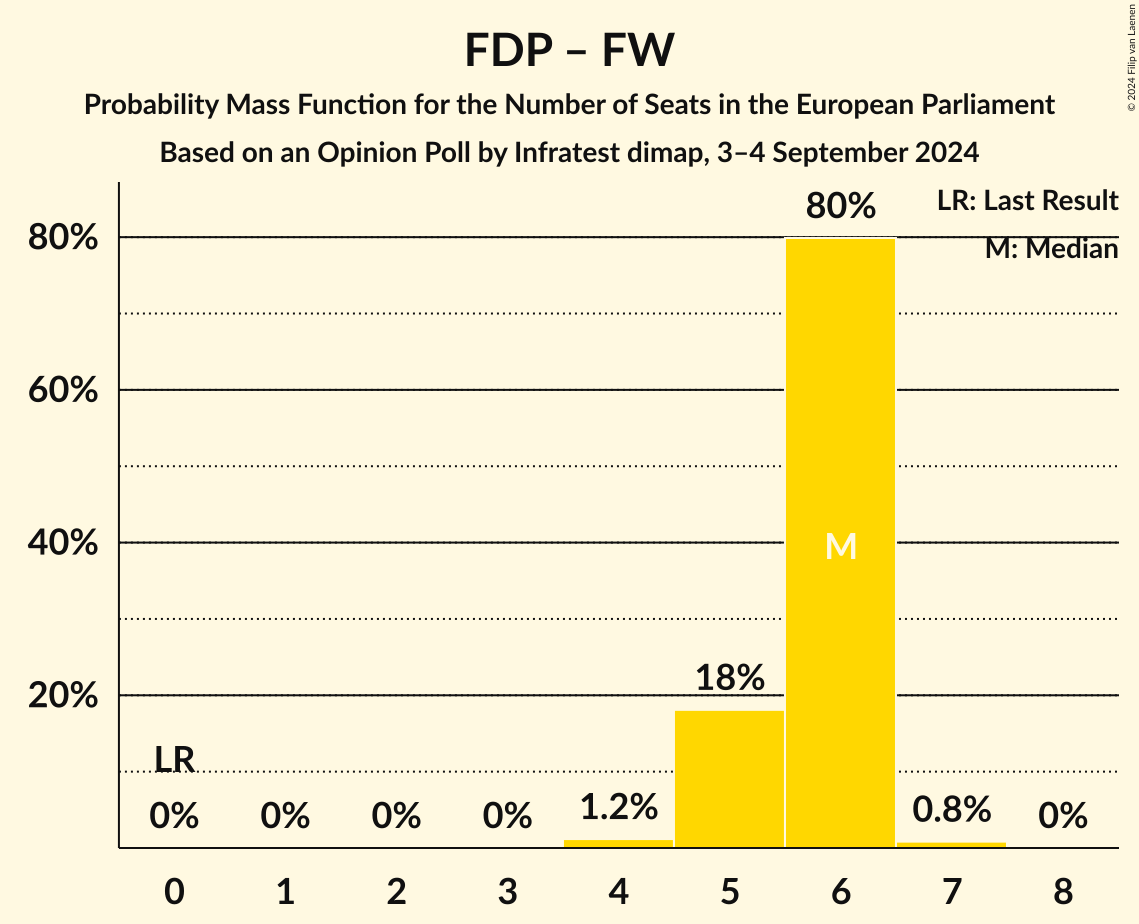 FDP – FW
Probability Mass Function for the Number of Seats in the European Parliament
Based on an Opinion Poll by Infratest dimap, 3–4 September 2024
© 2024 Filip van Laenen
LR: Last Result
M: Median
80%
60%
40%
20%
LR
0%
0%
0%
0%
1.2%
18%
80%
M
0.8%
0%
0
1
2
3
4
5
6
7
8